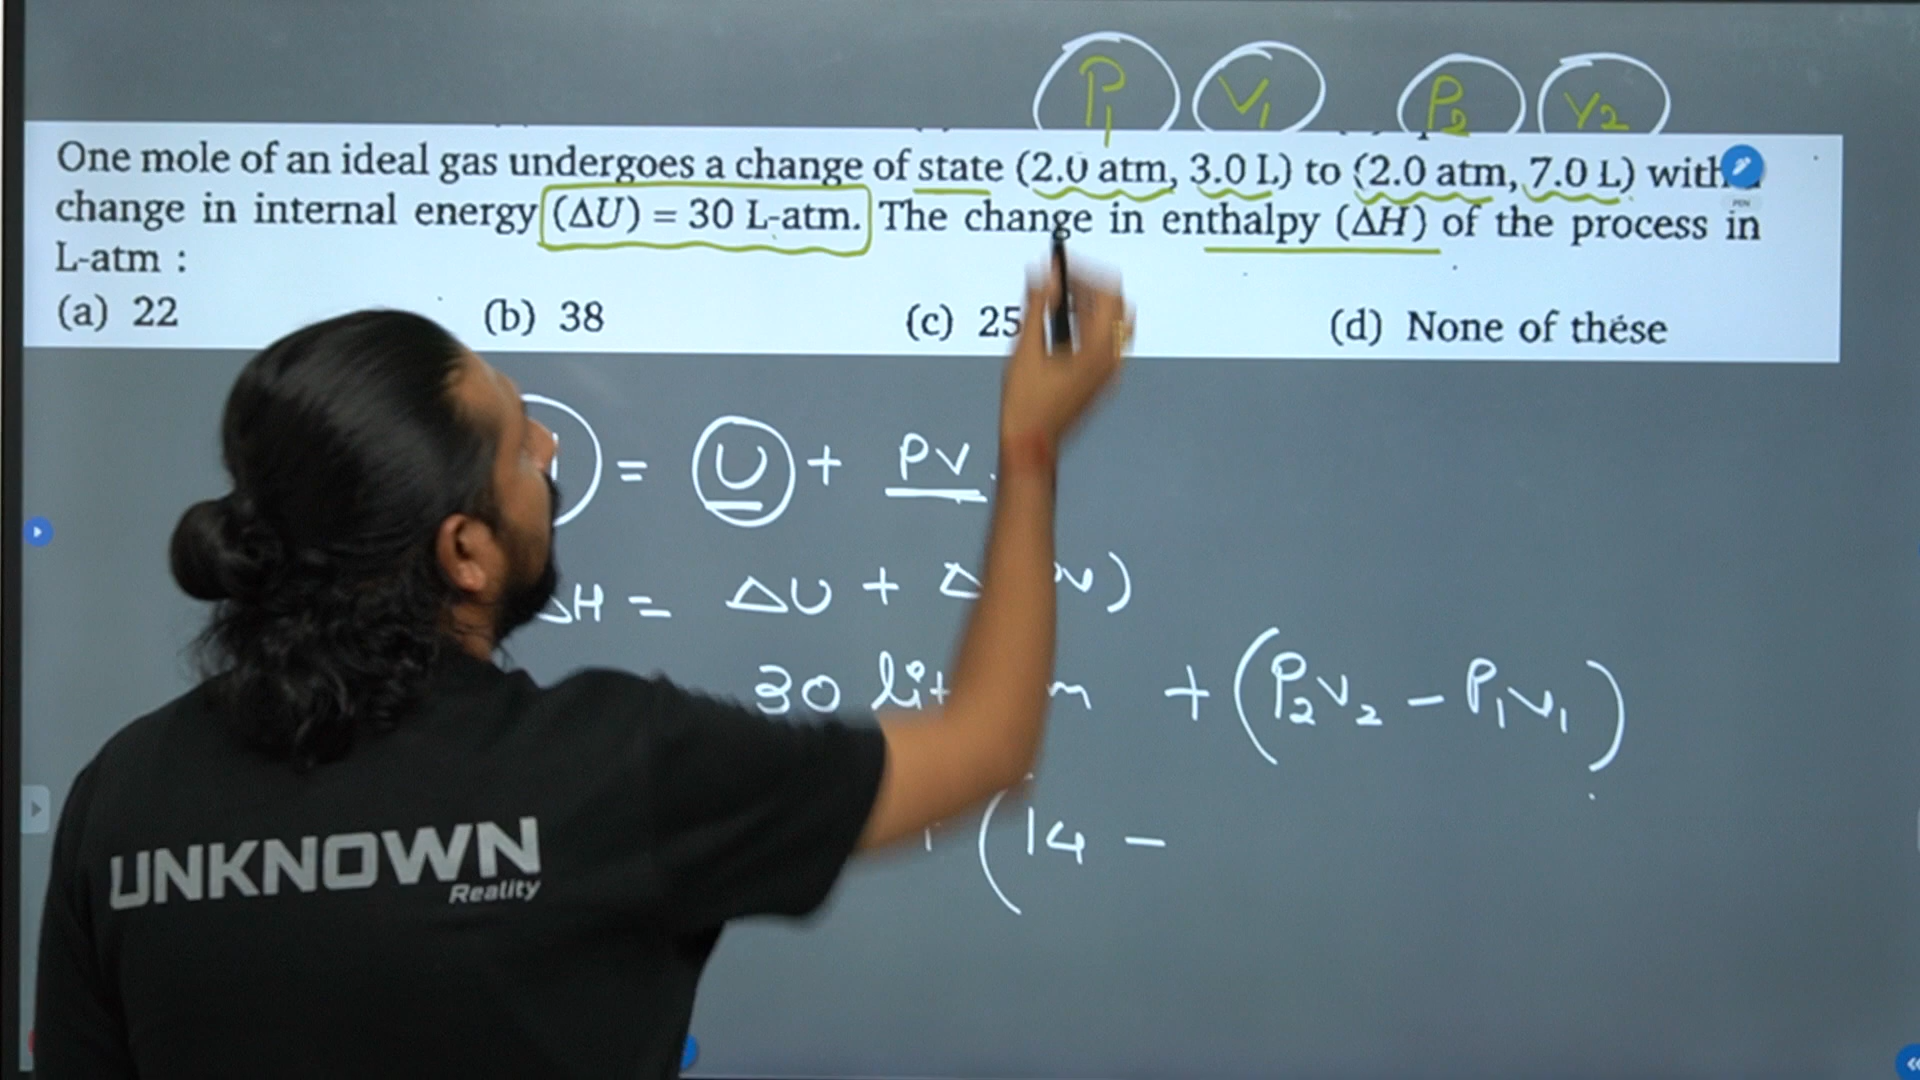 P1 V1 P2 V2
One mole of an ideal gas undergoes a change of state (2.0 atm, 3.0 L) to (2.0 atm, 7.0 L) with
change in internal energy (ΔU) = 30 L-atm. The change in enthalpy (ΔH) of the process in
L-atm :
(a) 22 (b) 38 (c) 25 (d) None of these
= U + PV
ΔH = ΔU + Δ V)
30 lit m + (P2V2 - P1V1)
(14 -
UNKNOWN
Reality
PEN